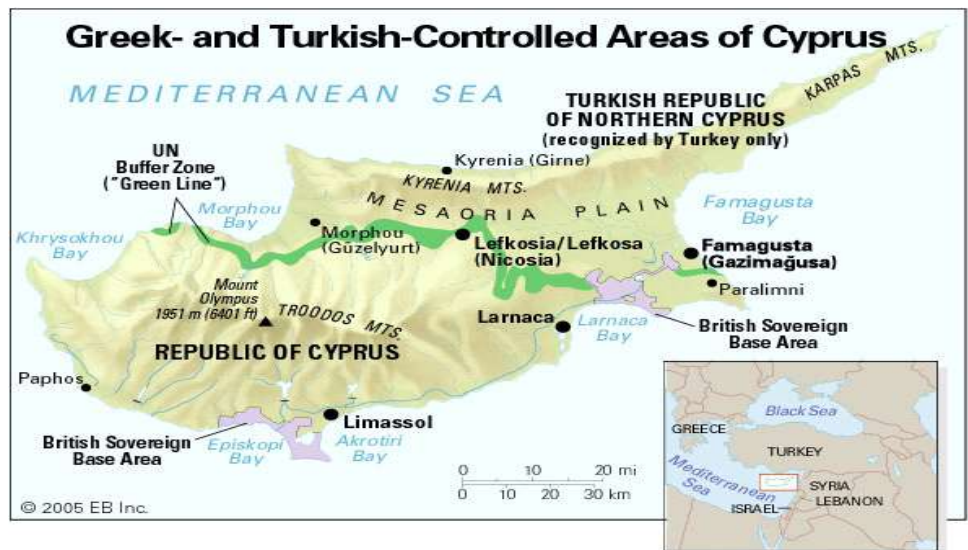 Greek- and Turkish-Controlled Areas of Cyprus
MEDITERRANEAN SEA
KARPAS MTS.
TURKISH REPUBLIC
OF NORTHERN CYPRUS
(recognized by Turkey only)
UN
Buffer Zone
("Green Line")
Kyrenia (Girne)
KYRENIA MTS.
MESAORIA PLAIN
Morphou
Bay
Famagusta
Bay
Khrysokhou
Bay
Morphou
(Güzelyurt)
Lefkosia/Lefkosa
(Nicosia)
Famagusta
(Gazimağusa)
Paralimni
Mount
Olympus
1951 m (6401 ft)
TROODOS MTS.
Larnaca
Larnaca
Bay
British Sovereign
Base Area
REPUBLIC OF CYPRUS
Paphos
Limassol
British Sovereign
Base Area
Episkopi
Bay
Akrotiri
Bay
0 10 20 mi
0 10 20 30 km
© 2005 EB Inc.
Black Sea
GREECE
TURKEY
Mediterranean
Sea
SYRIA
LEBANON
ISRAEL